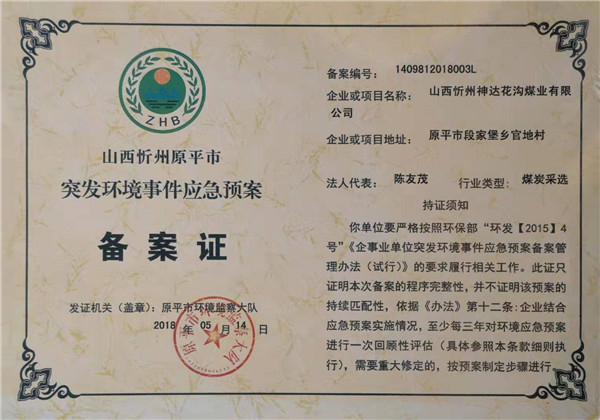 ZHB
山西忻州原平市
突发环境事件应急预案
备案证
发证机关（盖章）：原平市环境监察大队
2018 年 05 月 14 日
备案编号：1409812018003L
企业或项目名称：山西忻州神达花沟煤业有限
公司
企业或项目地址：原平市段家堡乡官地村
法人代表：陈友茂 行业类型：煤炭采选
持证须知
你单位要严格按照环保部“环发【2015】4
号”《企事业单位突发环境事件应急预案备案管
理办法（试行）》的要求履行相关工作。此证只
证明本次备案的程序完整性，并不证明该预案的
持续匹配性，依据《办法》第十二条：企业结合
应急预案实施情况，至少每三年对环境应急预案
进行一次回顾性评估（具体参照本条款细则执
行），需要重大修定的，按预案制定步骤进行。